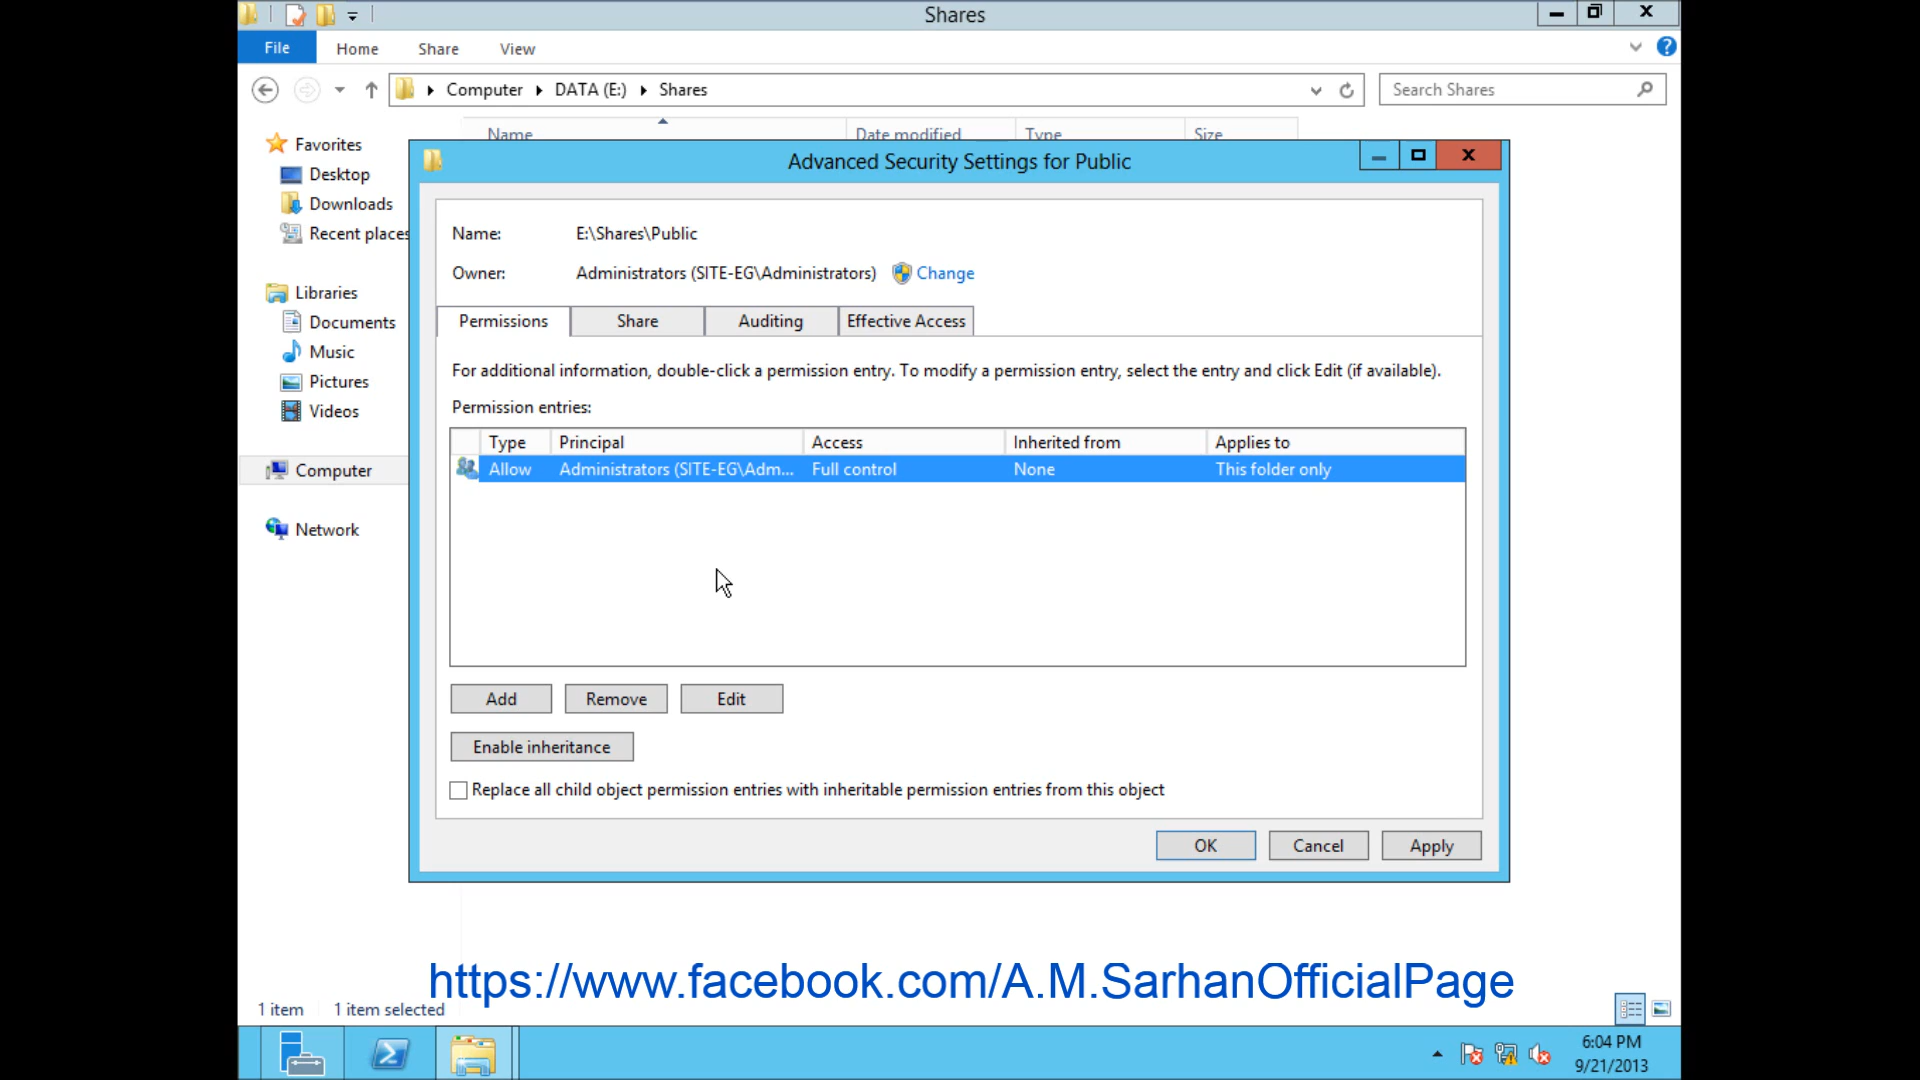 Shares
File Home Share View
Computer DATA (E:) Shares
Search Shares
Name Date modified Type Size
Favorites
Desktop
Downloads
Recent places
Libraries
Documents
Music
Pictures
Videos
Computer
Network
Advanced Security Settings for Public
Name: E:\Shares\Public
Owner: Administrators (SITE-EG\Administrators) Change
Permissions Share Auditing Effective Access
For additional information, double-click a permission entry. To modify a permission entry, select the entry and click Edit (if available).
Permission entries:
Type Principal Access Inherited from Applies to
Allow Administrators (SITE-EG\Adm... Full control None This folder only
Add Remove Edit
Enable inheritance
Replace all child object permission entries with inheritable permission entries from this object
OK Cancel Apply
https://www.facebook.com/A.M.SarhanOfficialPage
1 item 1 item selected
6:04 PM
9/21/2013